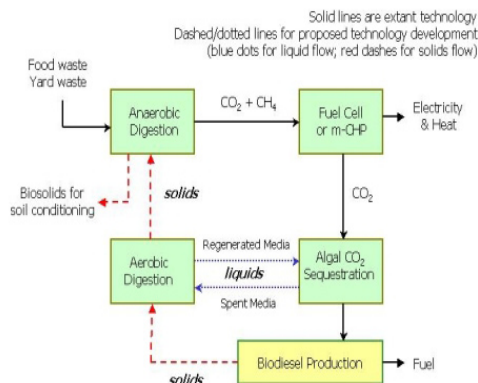 Solid lines are extant technology
Dashed/dotted lines for proposed technology development
(blue dots for liquid flow; red dashes for solids flow)
Food waste
Yard waste
CO₂ + CH₄
Anaerobic
Digestion
Fuel Cell
or m-CHP
Electricity
& Heat
Biosolids for
soil conditioning
solids
CO₂
Regenerated Media
Aerobic
Digestion
liquids
Algal CO₂
Sequestration
Spent Media
Biodiesel Production
Fuel
solids